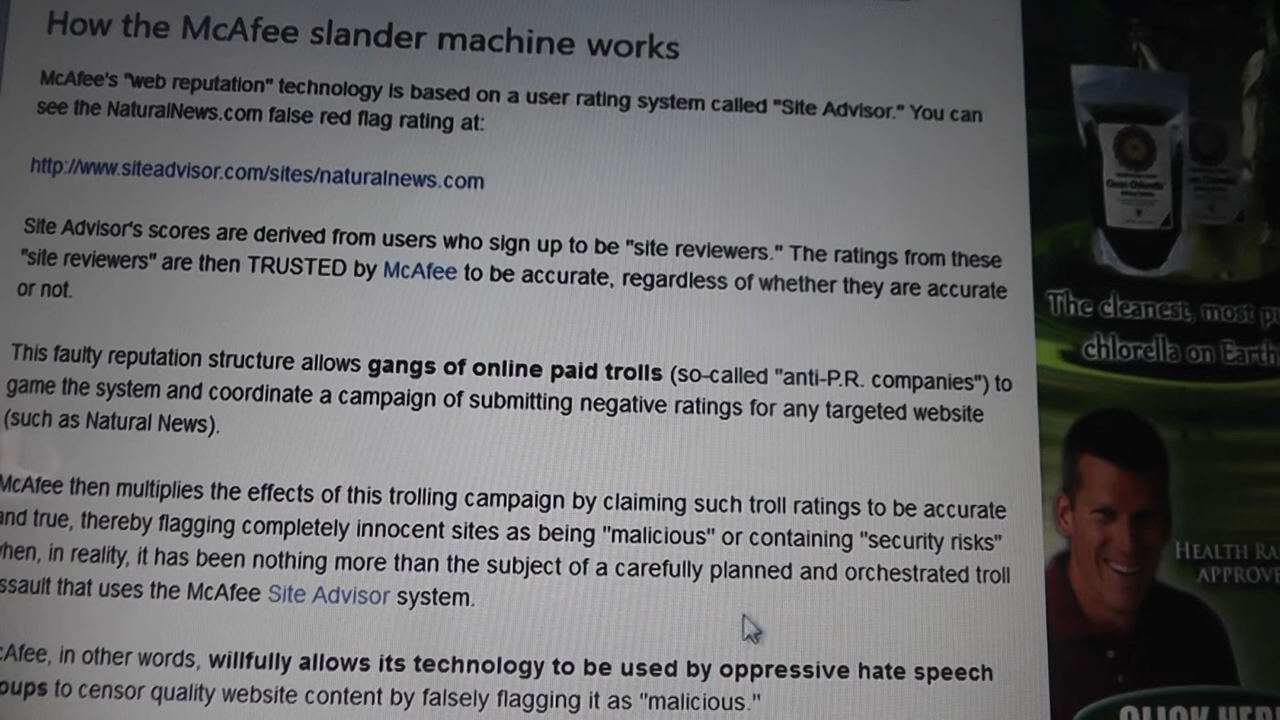 How the McAfee slander machine works
McAfee's "web reputation" technology is based on a user rating system called "Site Advisor." You can
see the NaturalNews.com false red flag rating at:
http://www.siteadvisor.com/sites/naturalnews.com
Site Advisor's scores are derived from users who sign up to be "site reviewers." The ratings from these
"site reviewers" are then TRUSTED by McAfee to be accurate, regardless of whether they are accurate
or not.
This faulty reputation structure allows gangs of online paid trolls (so-called "anti-P.R. companies") to
game the system and coordinate a campaign of submitting negative ratings for any targeted website
(such as Natural News).
McAfee then multiplies the effects of this trolling campaign by claiming such troll ratings to be accurate
and true, thereby flagging completely innocent sites as being "malicious" or containing "security risks"
when, in reality, it has been nothing more than the subject of a carefully planned and orchestrated troll
ssault that uses the McAfee Site Advisor system.
cAfee, in other words, willfully allows its technology to be used by oppressive hate speech
oups to censor quality website content by falsely flagging it as "malicious."
Clean Chlorella
The cleanest, most p
chlorella on Earth
HEALTH RA
APPROVE
CLICK HERE